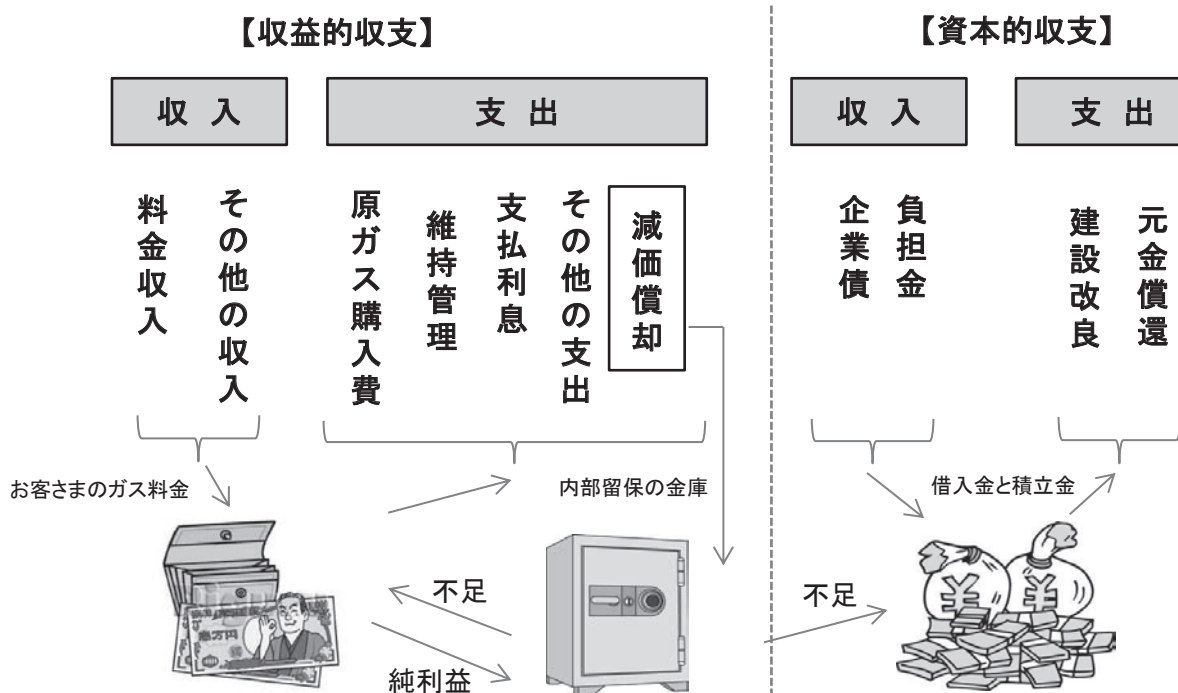 【収益的収支】
【資本的収支】
収入
支出
収入
支出
料金収入
その他の収入
原ガス購入費
維持管理
支払利息
その他の支出
減価償却
企業債
負担金
建設改良
元金償還
お客さまのガス料金
内部留保の金庫
借入金と積立金
不足
不足
純利益
¥
¥